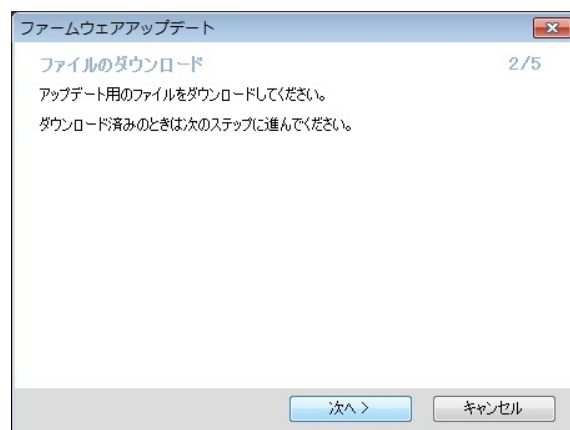 ファームウェアアップデート
ファイルのダウンロード 2/5
アップデート用のファイルをダウンロードしてください。
ダウンロード済みのときは次のステップに進んでください。
次へ > キャンセル